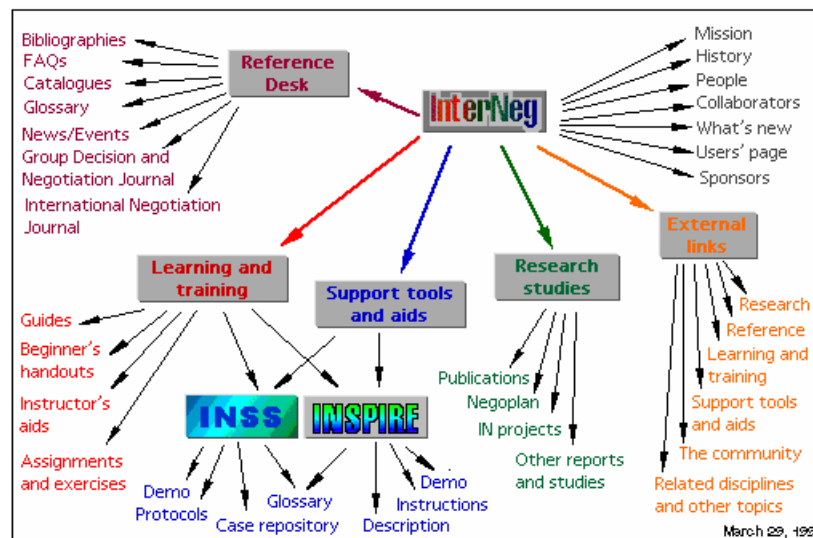 Bibliographies
FAQs
Catalogues
Glossary
News/Events
Group Decision and
Negotiation Journal
International Negotiation
Journal
Reference
Desk
InterNeg
Mission
History
People
Collaborators
What's new
Users' page
Sponsors
Learning and
training
Support tools
and aids
Research
studies
External
links
Guides
Beginner's
handouts
Instructor's
aids
Assignments
and exercises
INSS
INSPIRE
Demo
Protocols
Case repository
Glossary
Description
Demo
Instructions
Publications
Negoplan
IN projects
Other reports
and studies
Research
Reference
Learning and
training
Support tools
and aids
The community
Related disciplines
and other topics
March 29,